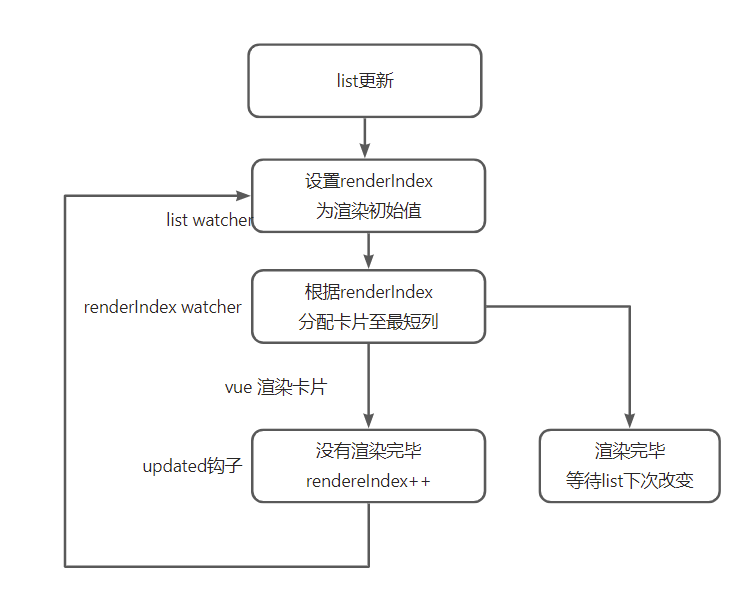 list更新
设置renderIndex
为渲染初始值
list watcher
renderIndex watcher
根据renderIndex
分配卡片至最短列
vue 渲染卡片
updated钩子
没有渲染完毕
rendereIndex++
渲染完毕
等待list下次改变